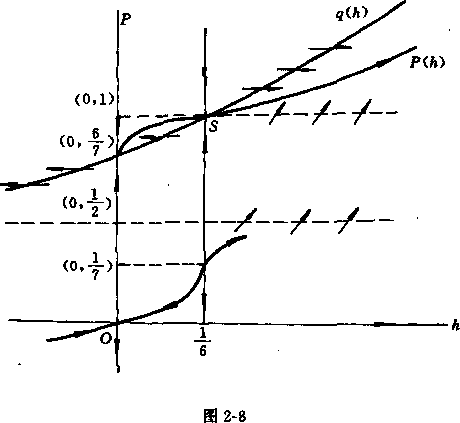 P
q(h)
P(h)
(0,1)
S
(0,6/7)
(0,1/2)
(0,1/7)
O
1/6
h
图 2-8